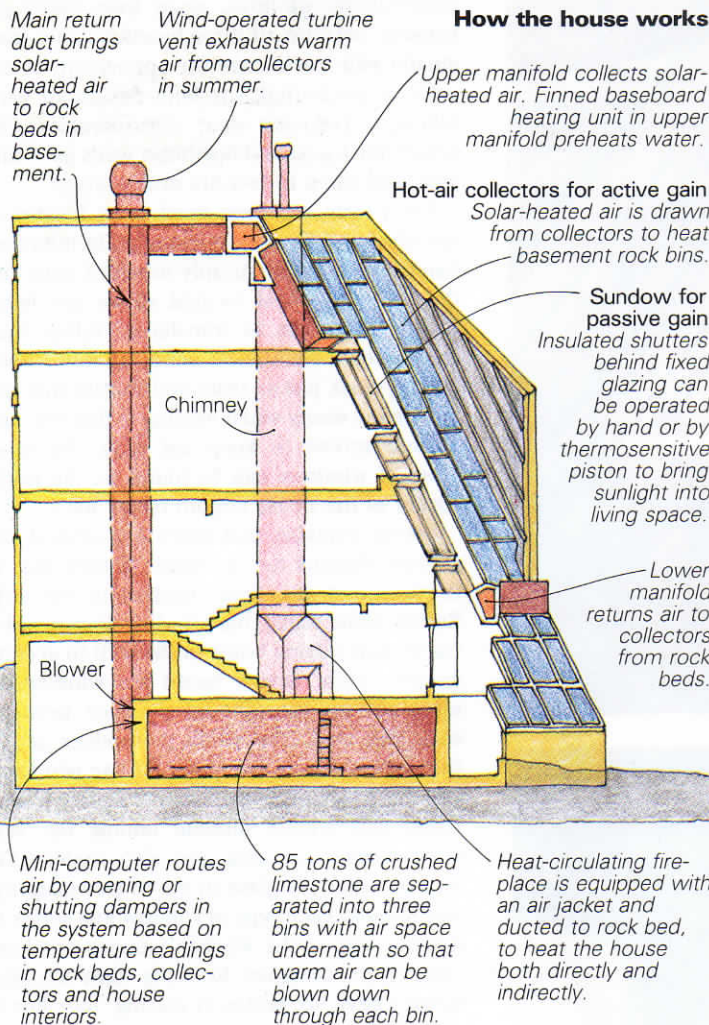 How the house works
Main return
duct brings
solar-
heated air
to rock
beds in
base-
ment.
Wind-operated turbine
vent exhausts warm
air from collectors
in summer.
Upper manifold collects solar-
heated air. Finned baseboard
heating unit in upper
manifold preheats water.
Hot-air collectors for active gain
Solar-heated air is drawn
from collectors to heat
basement rock bins.
Sundow for
passive gain
Insulated shutters
behind fixed
glazing can
be operated
by hand or by
thermosensitive
piston to bring
sunlight into
living space.
Chimney
Lower
manifold
returns air to
collectors
from rock
beds.
Blower
Mini-computer routes
air by opening or
shutting dampers in
the system based on
temperature readings
in rock beds, collec-
tors and house
interiors.
85 tons of crushed
limestone are sep-
arated into three
bins with air space
underneath so that
warm air can be
blown down
through each bin.
Heat-circulating fire-
place is equipped with
an air jacket and
ducted to rock bed,
to heat the house
both directly and
indirectly.